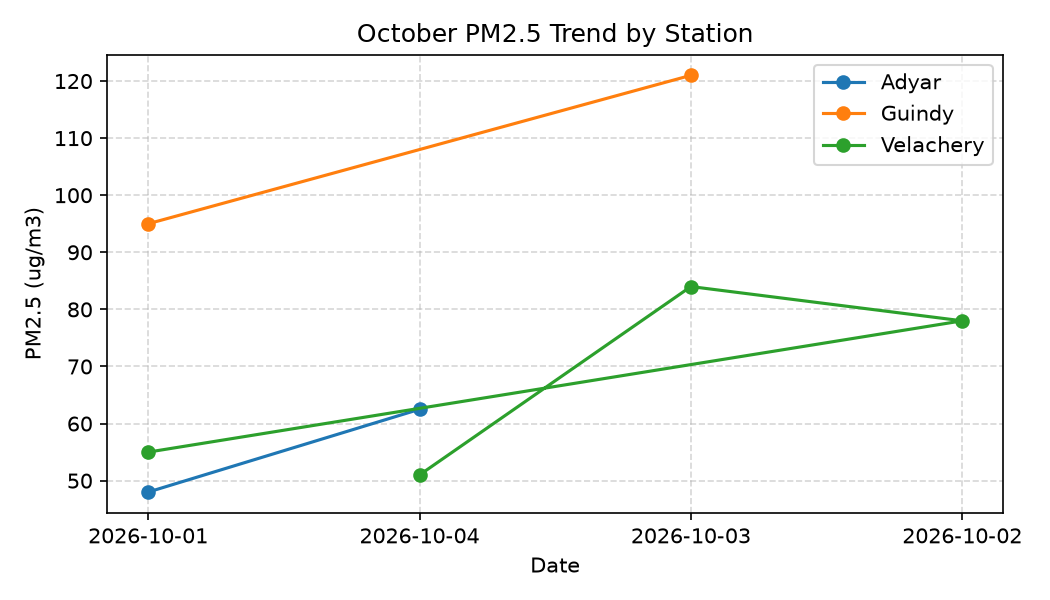 October PM2.5 Trend by Station
Adyar
Guindy
Velachery
PM2.5 (ug/m3)
120
110
100
90
80
70
60
50
2026-10-01 2026-10-04 2026-10-03 2026-10-02
Date